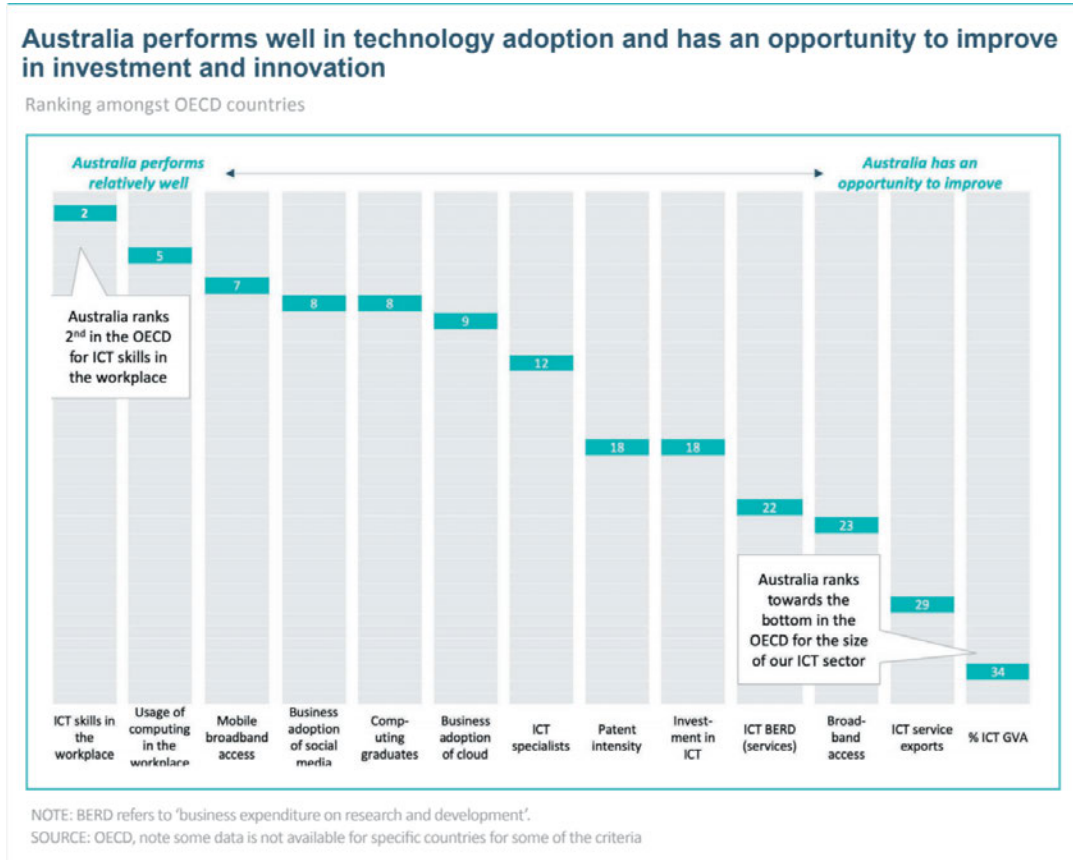 Australia performs well in technology adoption and has an opportunity to improve
in investment and innovation
Ranking amongst OECD countries
Australia performs
relatively well
Australia has an
opportunity to improve
2
5
7
8
8
9
12
18
18
22
23
29
34
Australia ranks
2nd in the OECD
for ICT skills in
the workplace
Australia ranks
towards the
bottom in the
OECD for the size
of our ICT sector
ICT skills in
the
workplace
Usage of
computing
in the
workplace
Mobile
broadband
access
Business
adoption
of social
media
Comp-
uting
graduates
Business
adoption
of cloud
ICT
specialists
Patent
intensity
Invest-
ment in
ICT
ICT BERD
(services)
Broad-
band
access
ICT service
exports
% ICT GVA
NOTE: BERD refers to 'business expenditure on research and development'.
SOURCE: OECD, note some data is not available for specific countries for some of the criteria